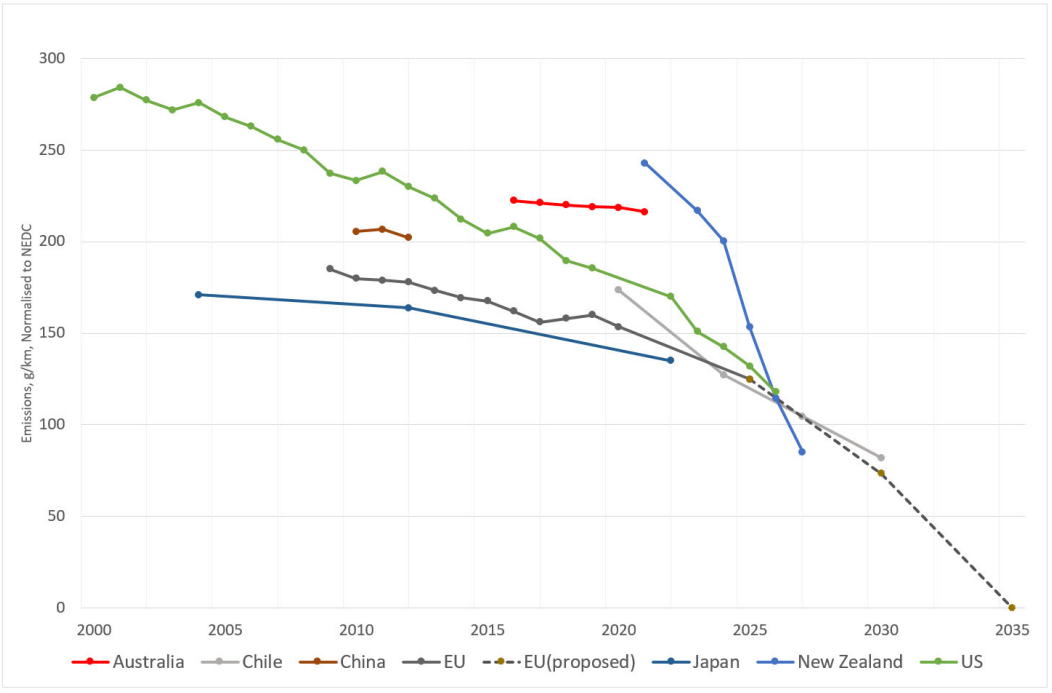 300
250
200
150
100
50
0
Emissions, g/km, Normalised to NEDC
2000 2005 2010 2015 2020 2025 2030 2035
Australia Chile China EU EU(proposed) Japan New Zealand US